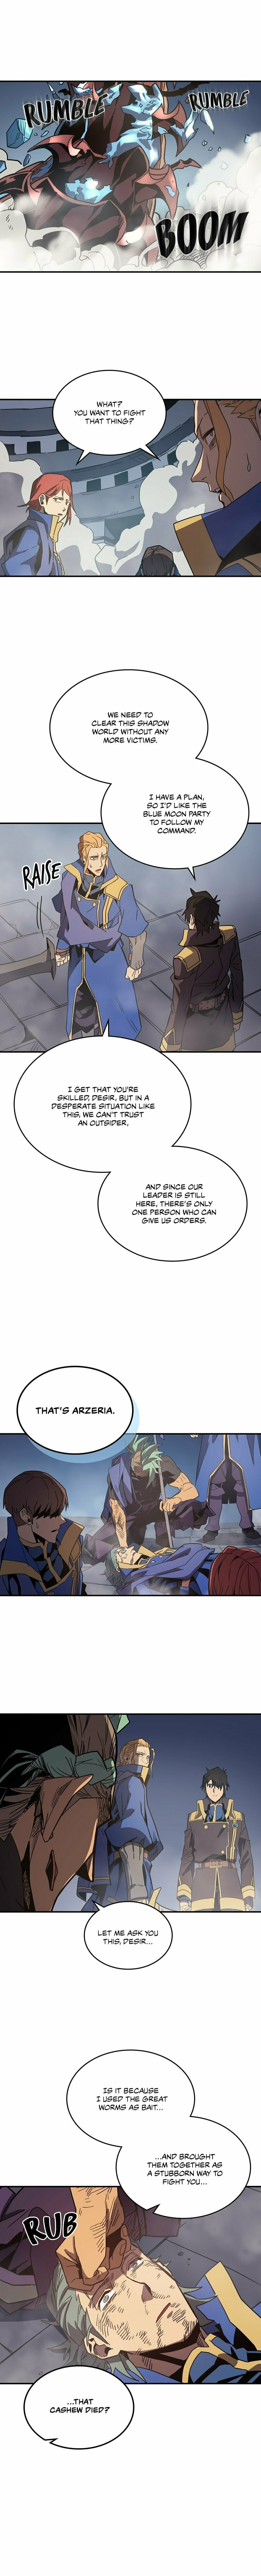 RUMBLE
RUMBLE
BOOM
WHAT?
YOU WANT TO FIGHT
THAT THING?
WE NEED TO
CLEAR THIS SHADOW
WORLD WITHOUT ANY
MORE VICTIMS.
I HAVE A PLAN,
SO I'D LIKE THE
BLUE MOON PARTY
TO FOLLOW MY
COMMAND.
RAISE
I GET THAT YOU'RE
SKILLED, DESIR, BUT IN A
DESPERATE SITUATION LIKE
THIS, WE CAN'T TRUST
AN OUTSIDER,
AND SINCE OUR
LEADER IS STILL
HERE, THERE'S ONLY
ONE PERSON WHO CAN
GIVE US ORDERS.
THAT'S ARZERIA.
LET ME ASK YOU
THIS, DESIR...
IS IT BECAUSE
I USED THE GREAT
WORMS AS BAIT...
...AND BROUGHT
THEM TOGETHER AS
A STUBBORN WAY TO
FIGHT YOU...
RUB
...THAT
CASHEW DIED?